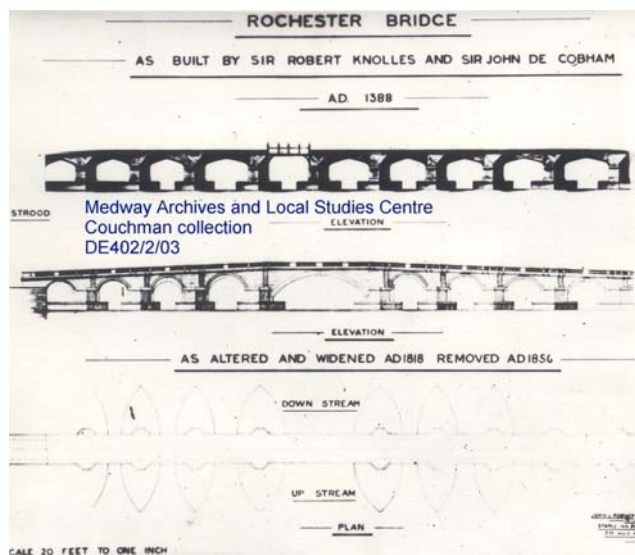 ROCHESTER BRIDGE
AS BUILT BY SIR ROBERT KNOLLES AND SIR JOHN DE COBHAM
A.D. 1388
STROOD
Medway Archives and Local Studies Centre
Couchman collection
DE402/2/03
ELEVATION
ELEVATION
AS ALTERED AND WIDENED AD1818 REMOVED AD1856
DOWN STREAM
UP STREAM
PLAN
CALE 20 FEET TO ONE INCH